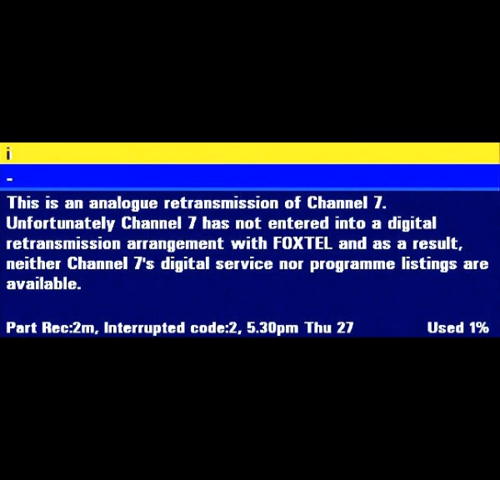 i
-
This is an analogue retransmission of Channel 7.
Unfortunately Channel 7 has not entered into a digital
retransmission arrangement with FOXTEL and as a result,
neither Channel 7's digital service nor programme listings are
available.
Part Rec:2m, Interrupted code:2, 5.30pm Thu 27 Used 1%